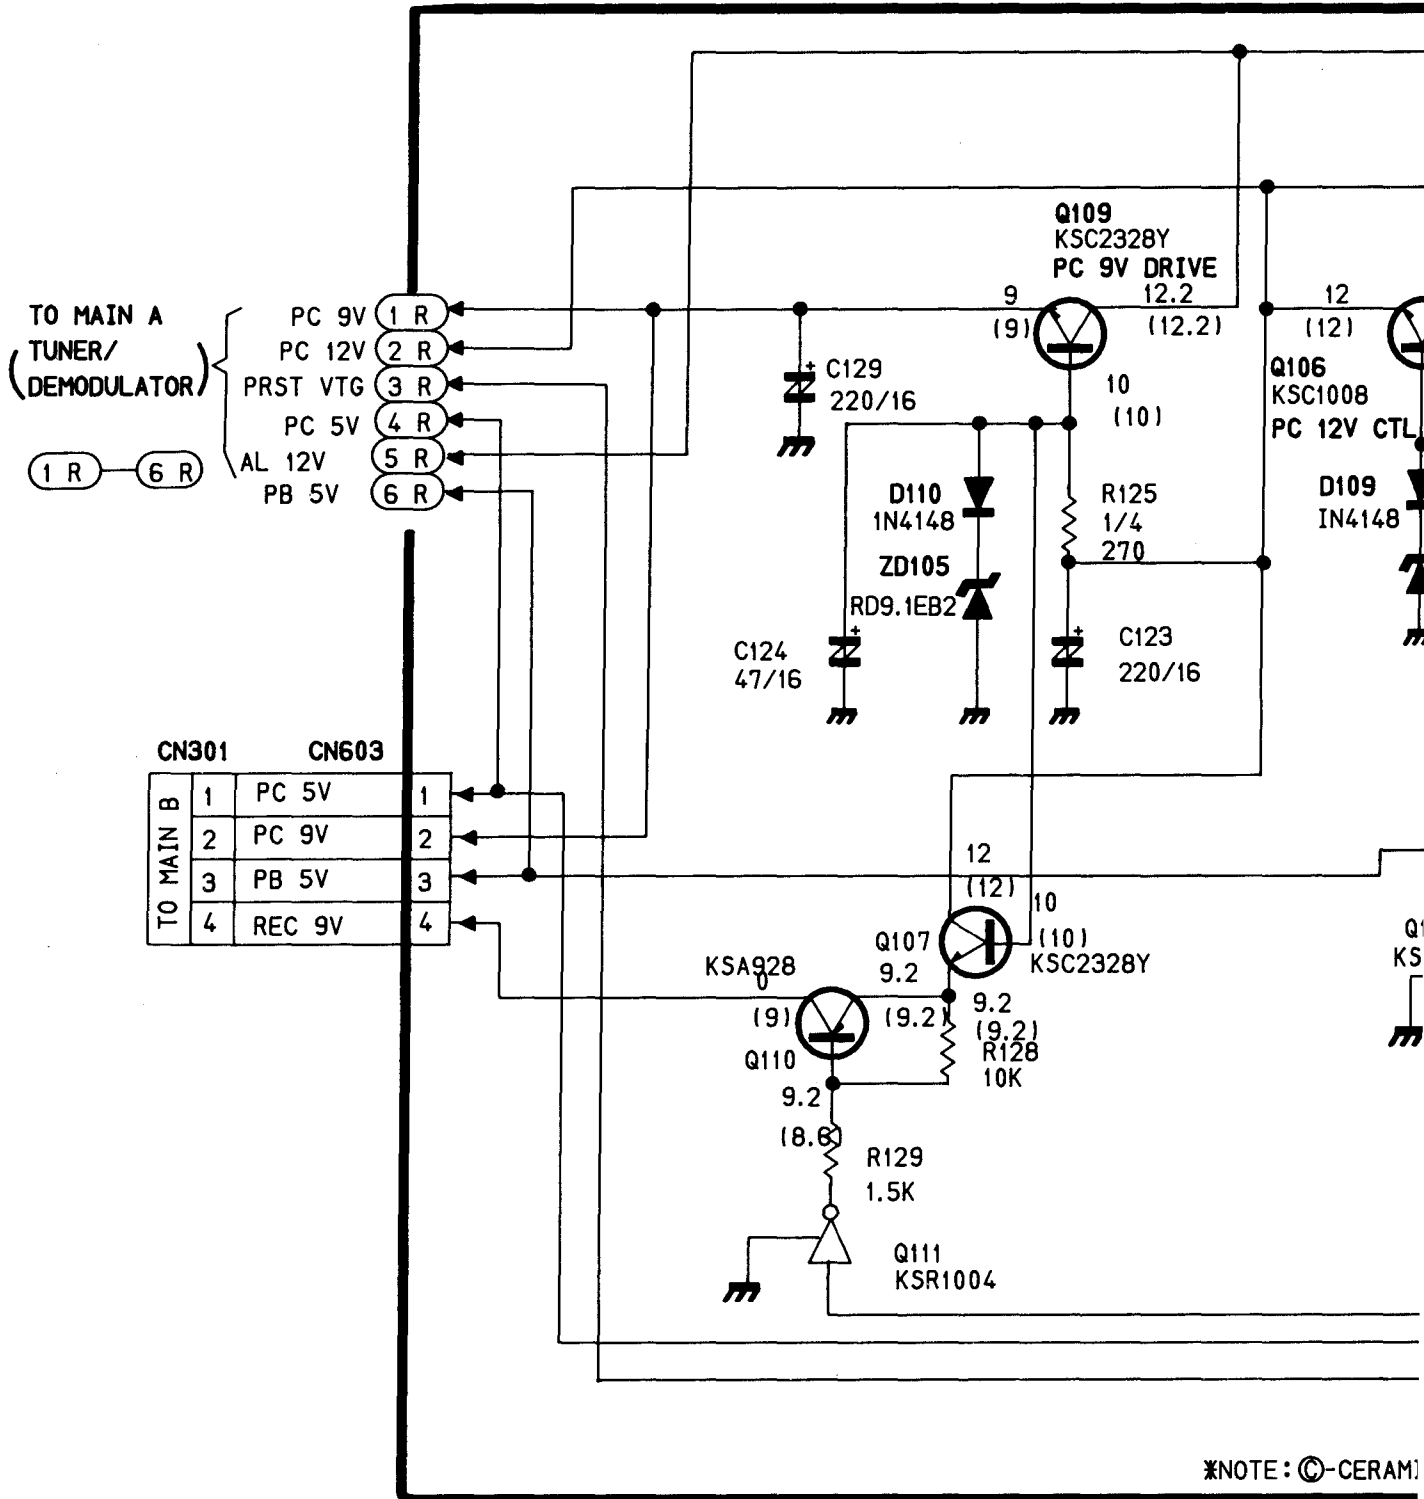 Q109
KSC2328Y
PC 9V DRIVE
9
(9)
12.2
(12.2)
12
(12)
TO MAIN A
TUNER/
(DEMODULATOR)
PC 9V 1 R
PC 12V 2 R
PRST VTG 3 R
PC 5V 4 R
AL 12V 5 R
PB 5V 6 R
1 R 6 R
+
C129
220/16
10
(10)
Q106
KSC1008
PC 12V CTL
D110
1N4148
R125
1/4
270
D109
IN4148
ZD105
RD9.1EB2
+
C124
47/16
+
C123
220/16
CN301 CN603
TO MAIN B
1 PC 5V 1
2 PC 9V 2
3 PB 5V 3
4 REC 9V 4
12
(12)
10
(10)
Q107
KSC2328Y
9.2
(9.2)
KSA928
0
(9)
Q110
9.2
(9.2)
R128
10K
9.2
(8.6)
R129
1.5K
Q111
KSR1004
Q1
KS
※NOTE: Ⓒ-CERAMI